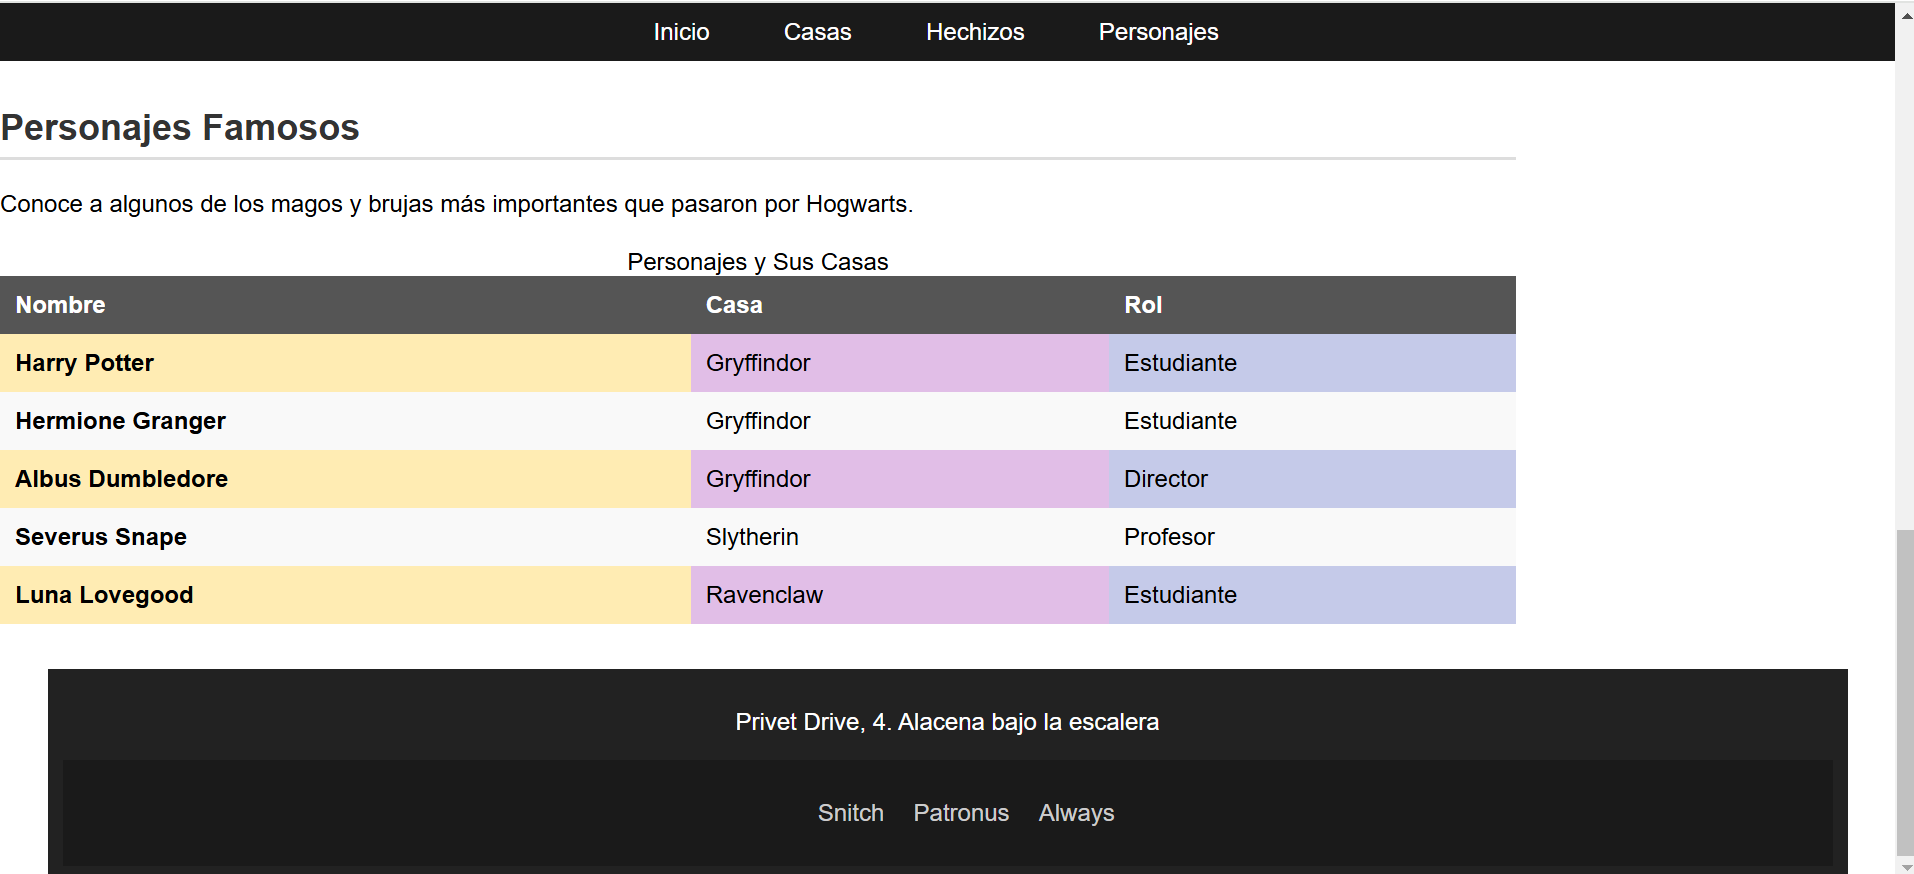 Inicio Casas Hechizos Personajes
Personajes Famosos
Conoce a algunos de los magos y brujas más importantes que pasaron por Hogwarts.
Personajes y Sus Casas
Nombre Casa Rol
Harry Potter Gryffindor Estudiante
Hermione Granger Gryffindor Estudiante
Albus Dumbledore Gryffindor Director
Severus Snape Slytherin Profesor
Luna Lovegood Ravenclaw Estudiante
Privet Drive, 4. Alacena bajo la escalera
Snitch Patronus Always